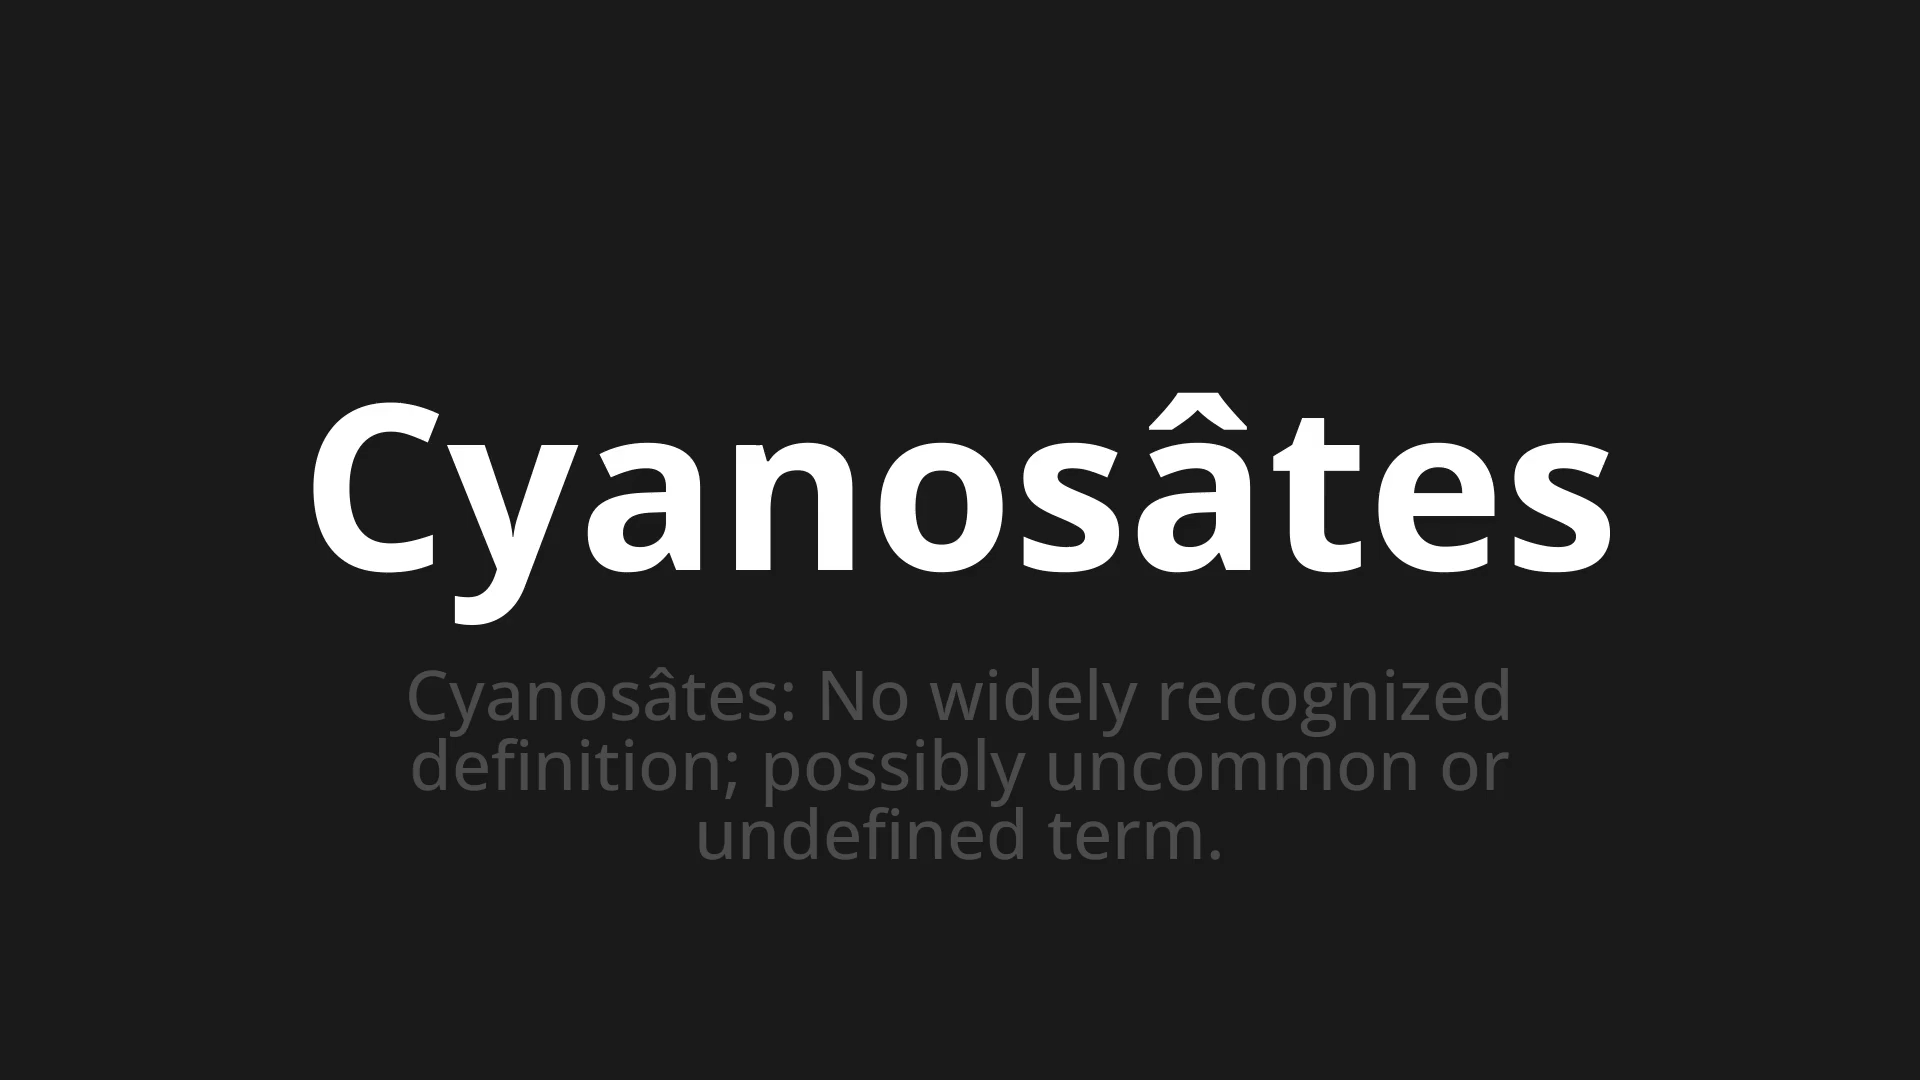 Cyanosâtes
Cyanosâtes: No widely recognized
definition; possibly uncommon or
undefined term.